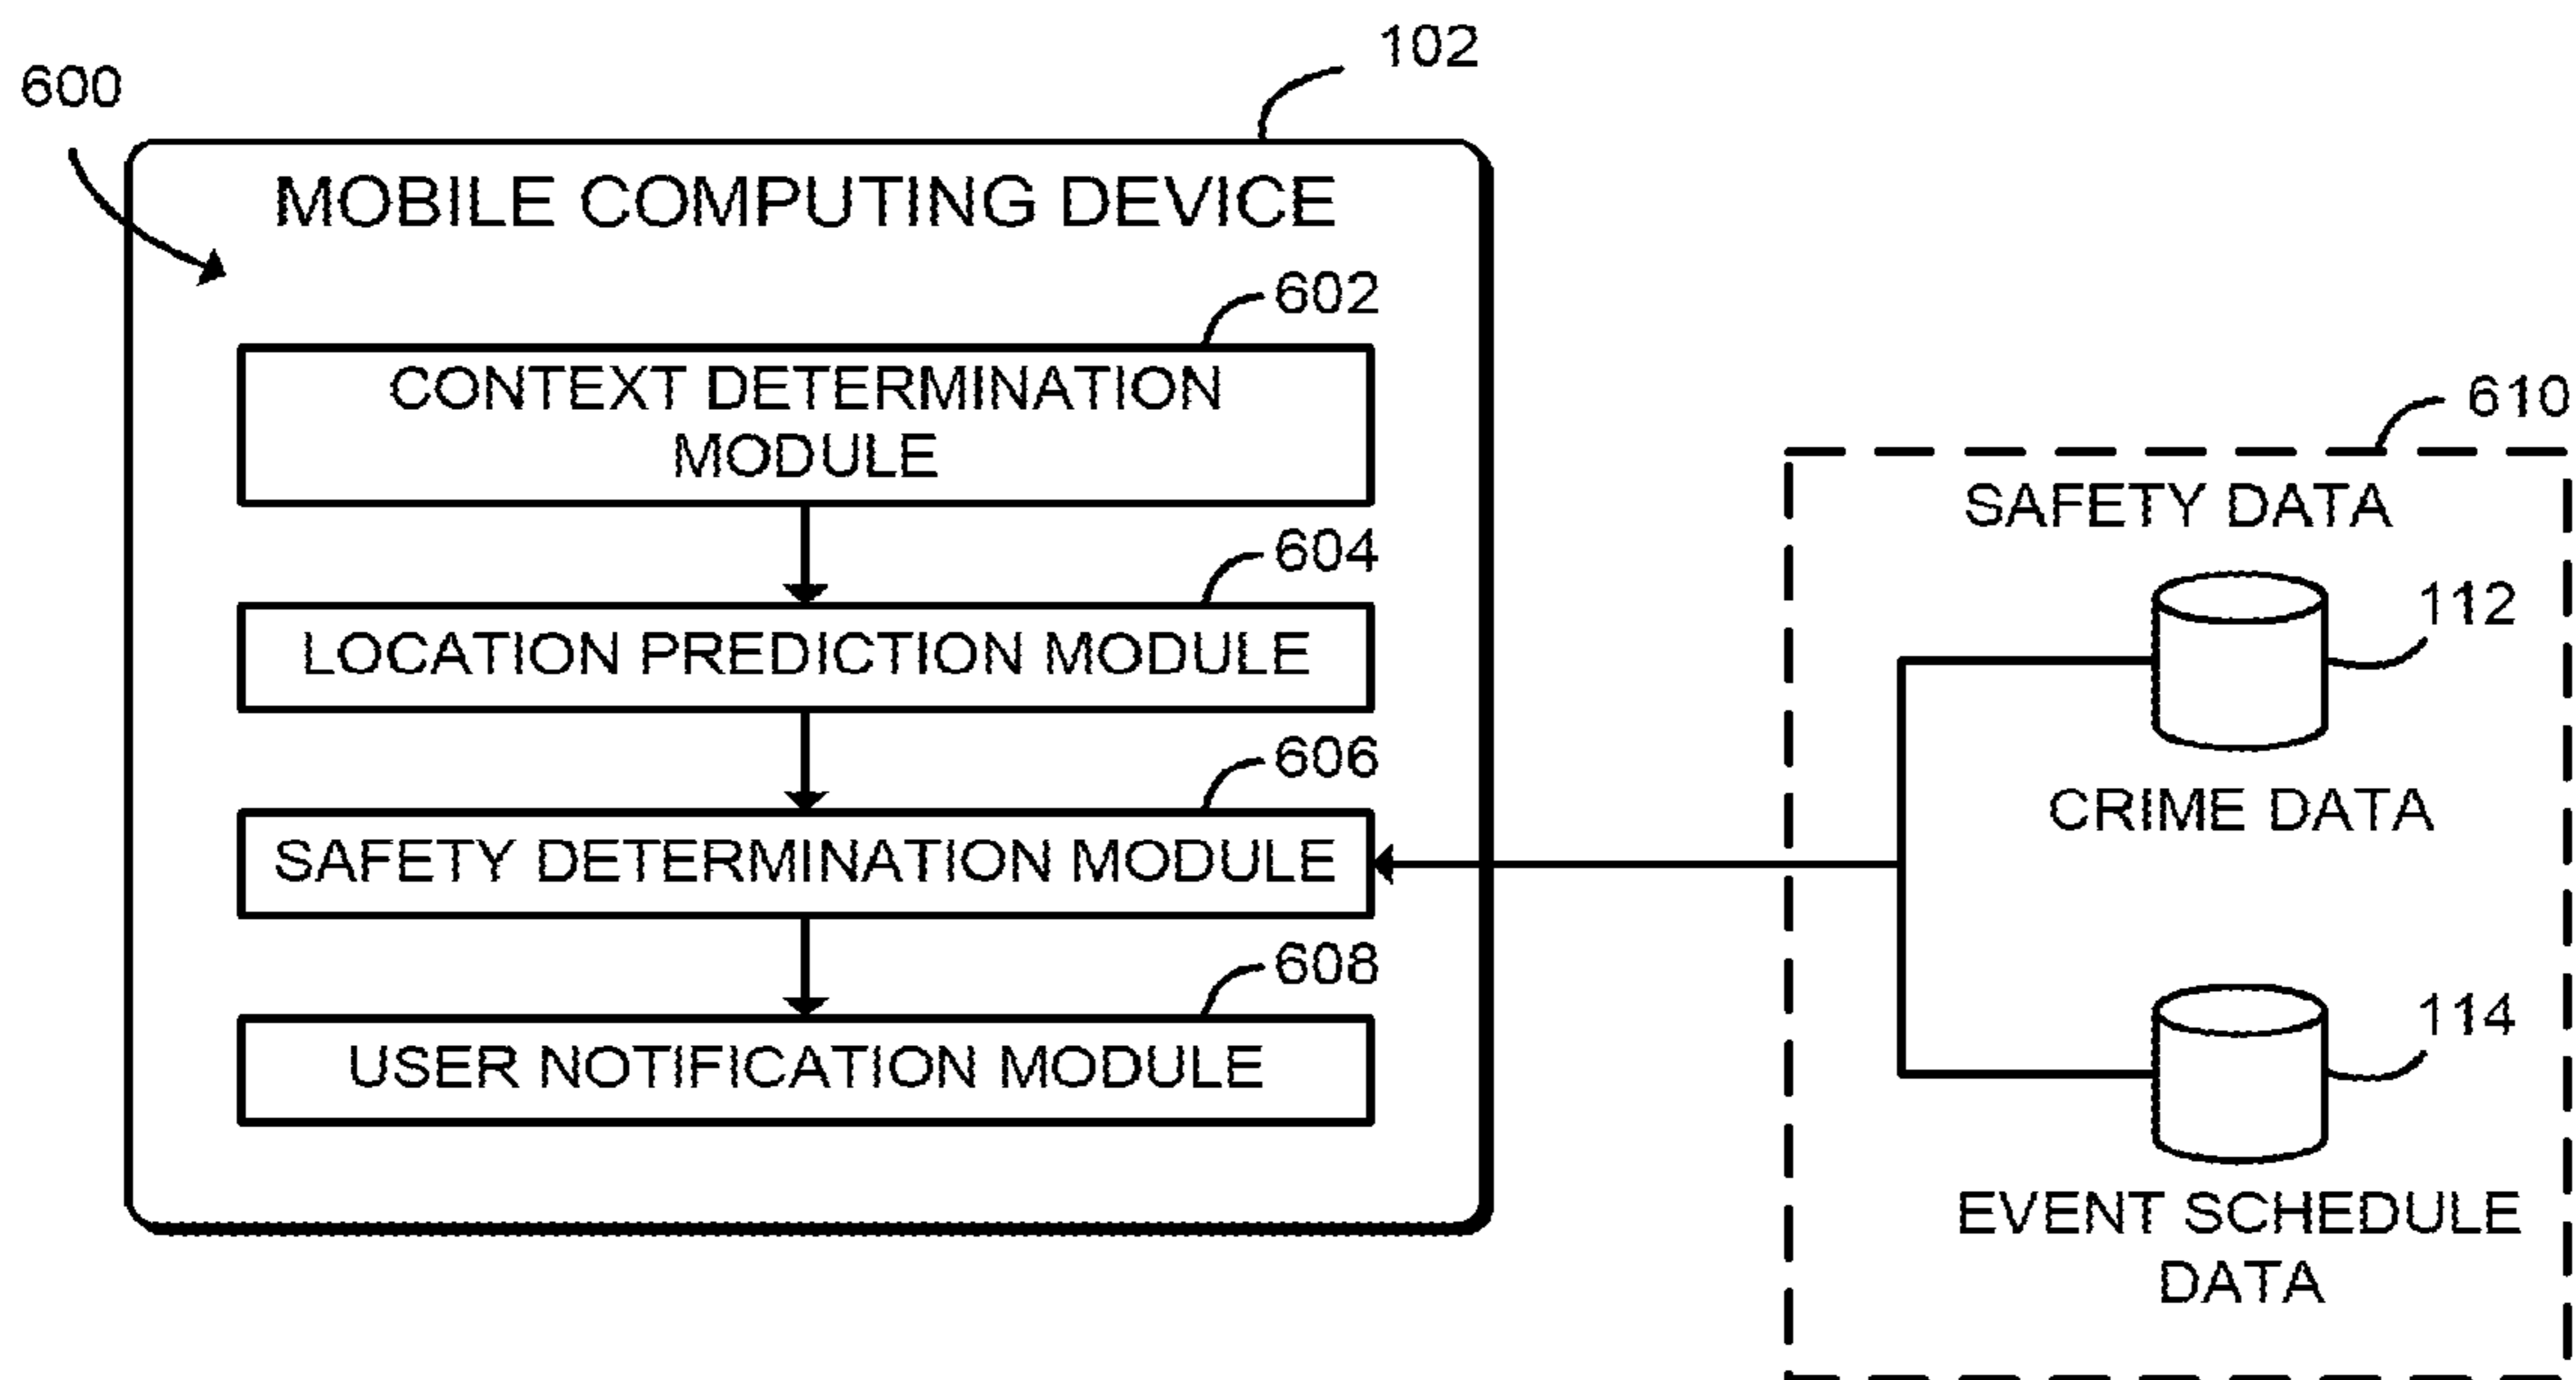 102
600
MOBILE COMPUTING DEVICE
602
CONTEXT DETERMINATION
MODULE
604
LOCATION PREDICTION MODULE
606
SAFETY DETERMINATION MODULE
608
USER NOTIFICATION MODULE
610
SAFETY DATA
112
CRIME DATA
114
EVENT SCHEDULE
DATA